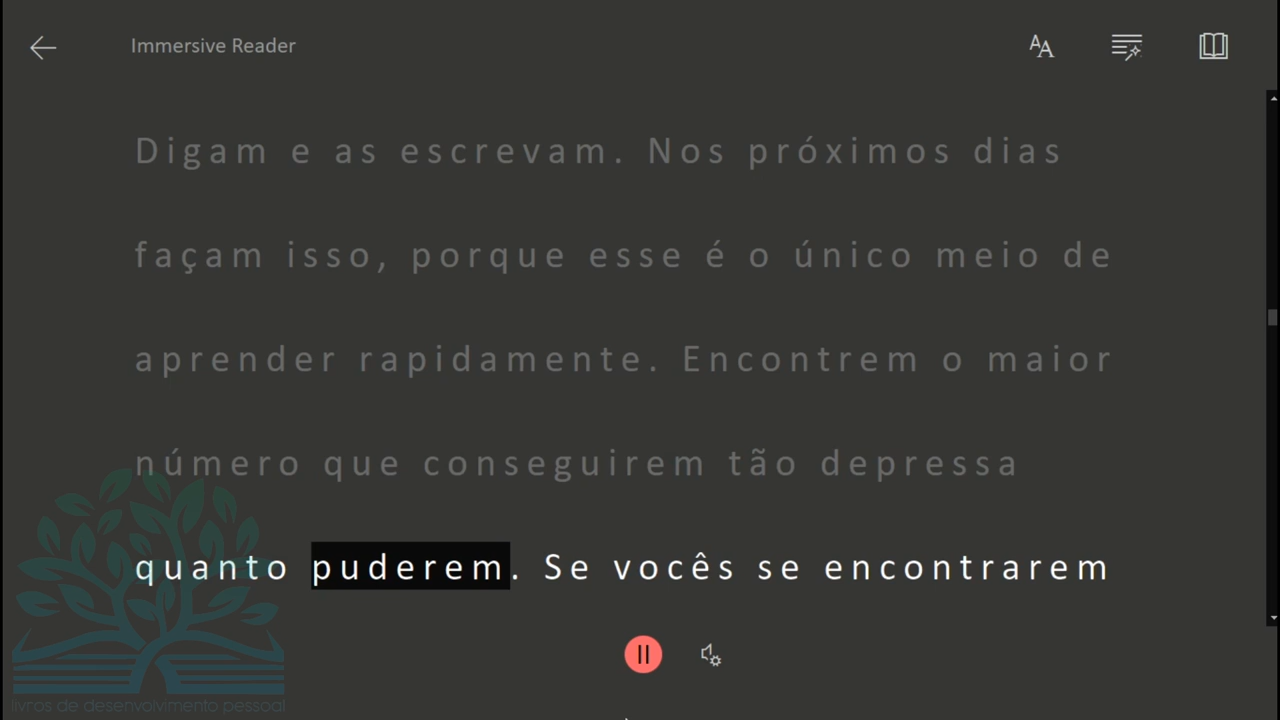 Immersive Reader
Digam e as escrevam. Nos próximos dias
façam isso, porque esse é o único meio de
aprender rapidamente. Encontrem o maior
número que conseguirem tão depressa
quanto puderem. Se vocês se encontrarem
livros de desenvolvimento pessoal